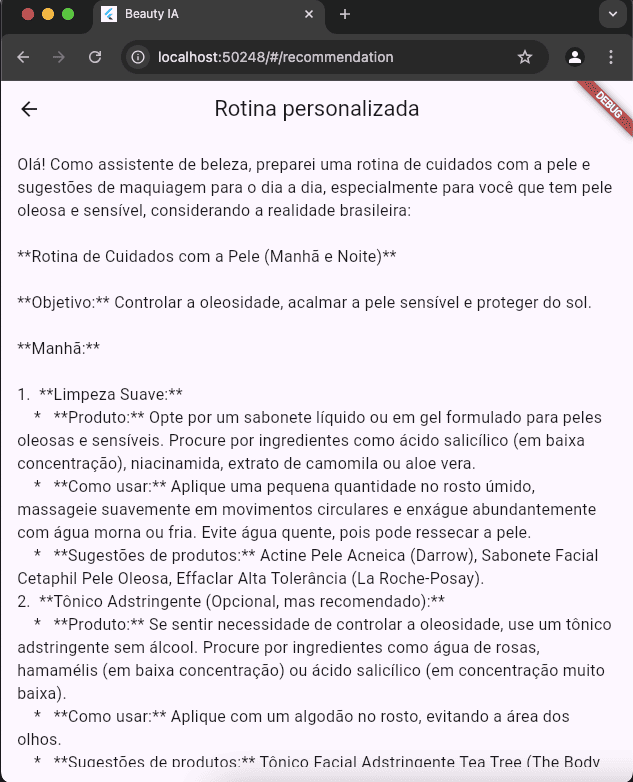 Beauty IA
localhost:50248/#/recommendation
DEBUG
Rotina personalizada
Olá! Como assistente de beleza, preparei uma rotina de cuidados com a pele e
sugestões de maquiagem para o dia a dia, especialmente para você que tem pele
oleosa e sensível, considerando a realidade brasileira:
**Rotina de Cuidados com a Pele (Manhã e Noite)**
**Objetivo:** Controlar a oleosidade, acalmar a pele sensível e proteger do sol.
**Manhã:**
1.  **Limpeza Suave:**
*   **Produto:** Opte por um sabonete líquido ou em gel formulado para peles
oleosas e sensíveis. Procure por ingredientes como ácido salicílico (em baixa
concentração), niacinamida, extrato de camomila ou aloe vera.
*   **Como usar:** Aplique uma pequena quantidade no rosto úmido,
massageie suavemente em movimentos circulares e enxágue abundantemente
com água morna ou fria. Evite água quente, pois pode ressecar a pele.
*   **Sugestões de produtos:** Actine Pele Acneica (Darrow), Sabonete Facial
Cetaphil Pele Oleosa, Effaclar Alta Tolerância (La Roche-Posay).
2.  **Tônico Adstringente (Opcional, mas recomendado):**
*   **Produto:** Se sentir necessidade de controlar a oleosidade, use um tônico
adstringente sem álcool. Procure por ingredientes como água de rosas,
hamamélis (em baixa concentração) ou ácido salicílico (em concentração muito
baixa).
*   **Como usar:** Aplique com um algodão no rosto, evitando a área dos
olhos.
*   **Sugestões de produtos:** Tônico Facial Adstringente Tea Tree (The Body